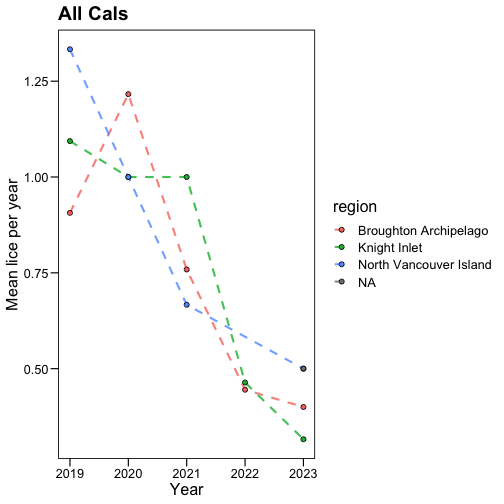 All Cals
Mean lice per year
1.25
1.00
0.75
0.50
2019 2020 2021 2022 2023
Year
region
Broughton Archipelago
Knight Inlet
North Vancouver Island
NA